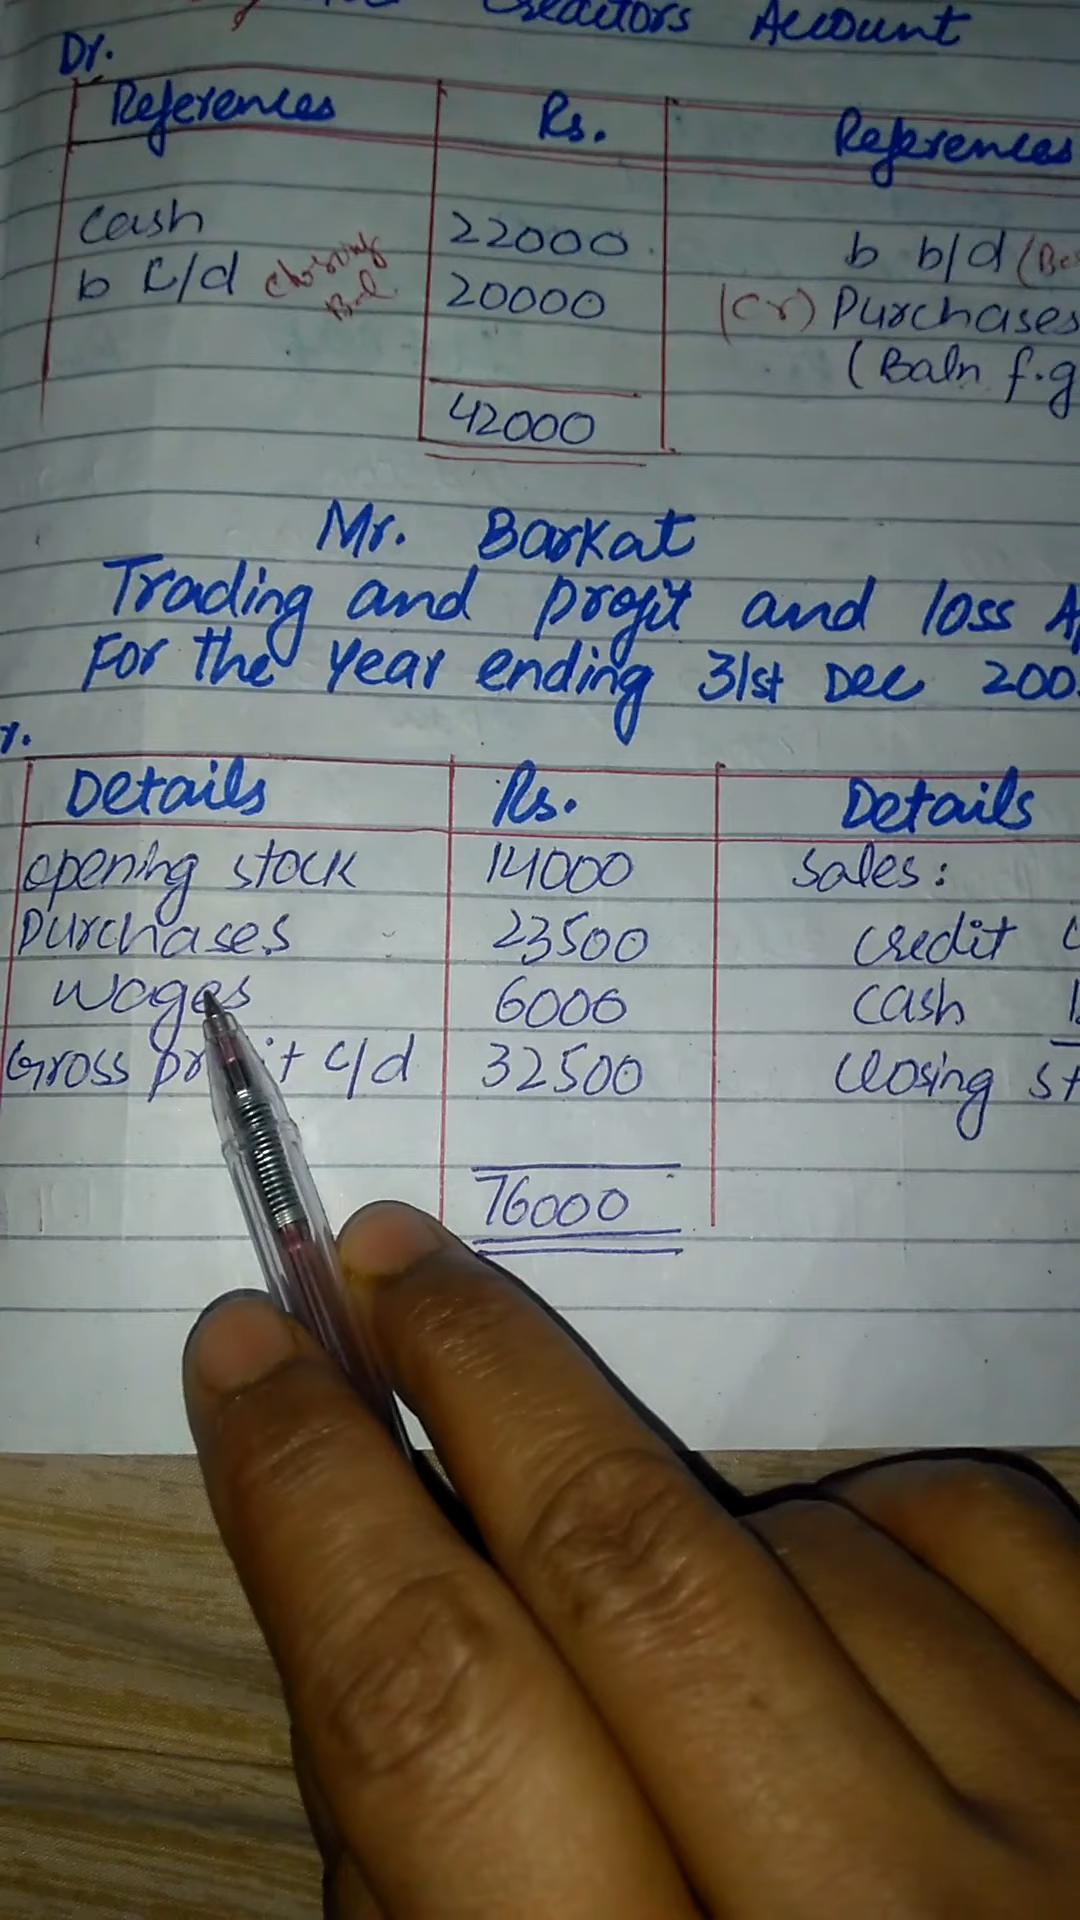 Creditors Account
Dr.
References Rs. References
Cash 22000
b c/d Closing Bal 20000
b b/d
(Cr) Purchases
(Baln f.g
42000
Mr. Barkat
Trading and profit and loss
For the Year ending 31st Dec 200
Details Rs. Details
opening stock 14000 Sales:
Purchases 23500 credit
Wages 6000 cash
Gross c/d 32500 closing
76000